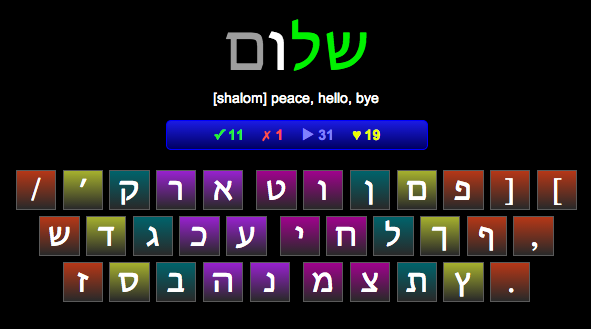 שלום
[shalom] peace, hello, bye
✓11 ✗1 ▶31 ♥19
/ ׳ ק ר א ט ו ן ם פ ] [
ש ד ג כ ע י ח ל ך ף ,
ז ס ב ה נ מ צ ת ץ .